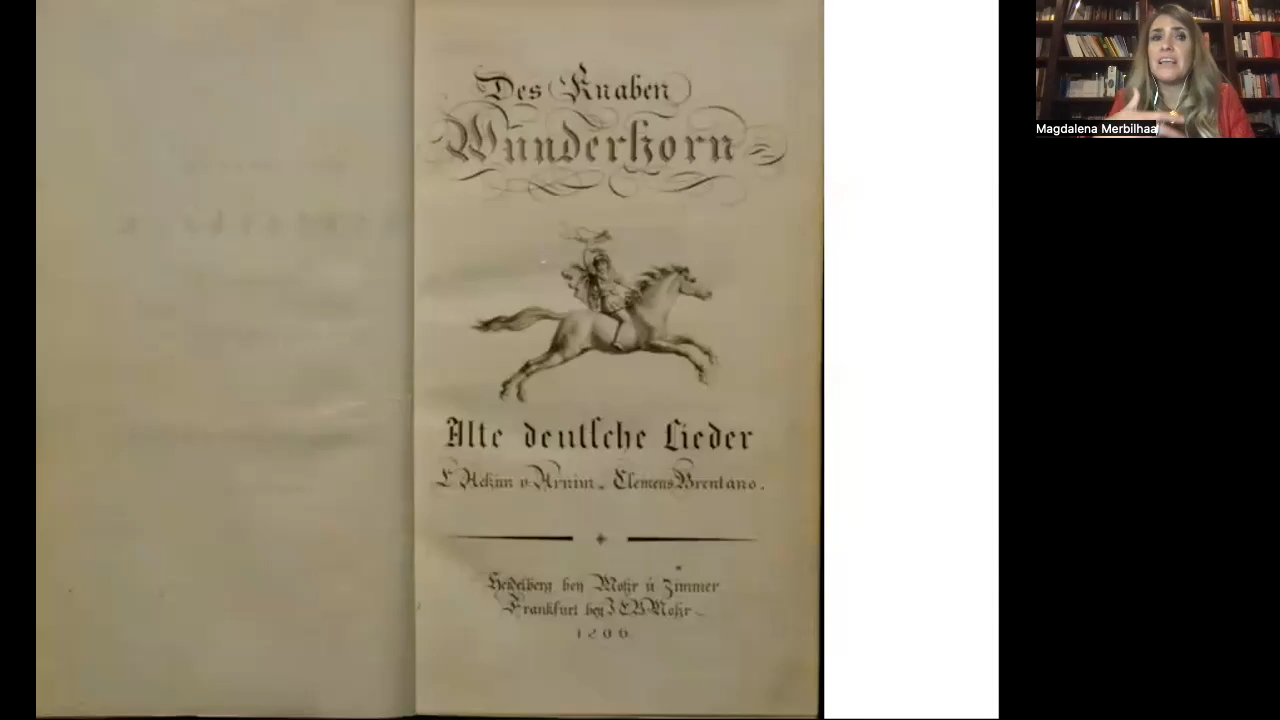 Des Knaben
Wunderhorn
Alte deutsche Lieder
L Achim v Arnim. Clemens Brentano.
Heidelberg bey Mohr u Zimmer
Frankfurt bey J C B Mohr
1806
Magdalena Merbilhaa